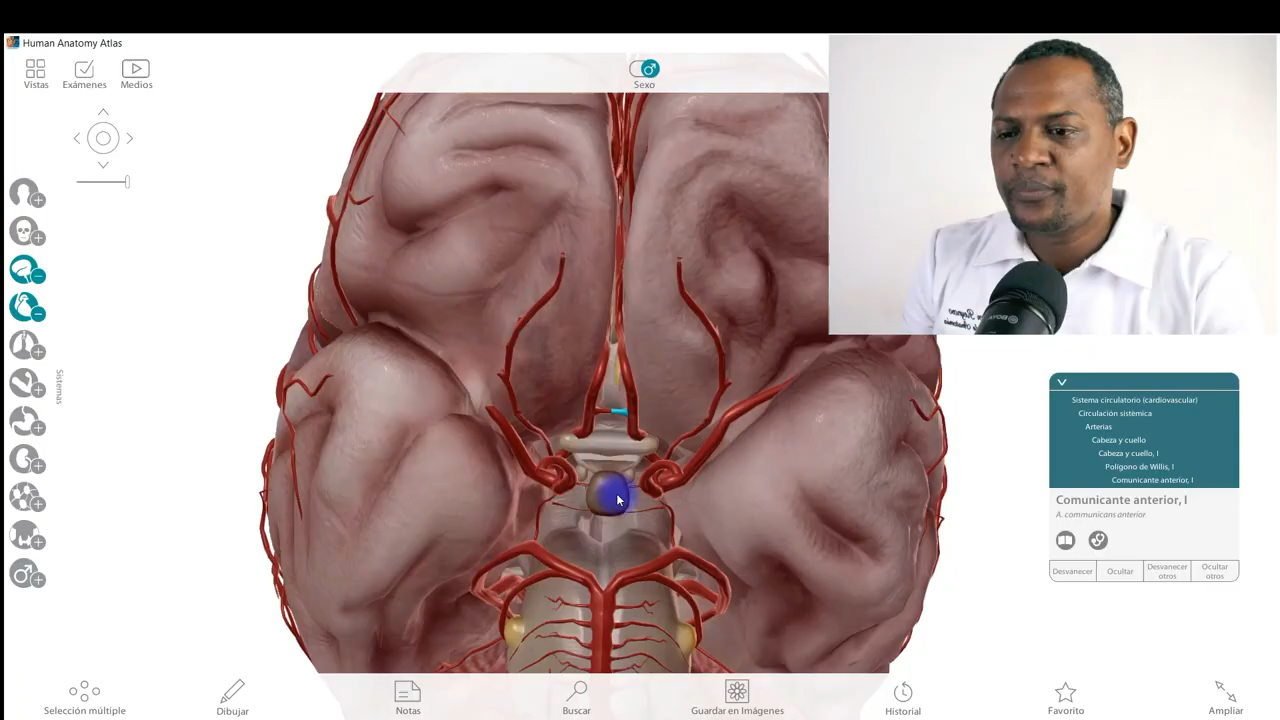 Human Anatomy Atlas
Vistas
Exámenes
Medios
Sexo
Sistemas
Sistema circulatorio (cardiovascular)
Circulación sistémica
Arterias
Cabeza y cuello
Cabeza y cuello, I
Polígono de Willis, I
Comunicante anterior, I
Comunicante anterior, I
A. communicans anterior
Desvanecer
Ocultar
Desvanecer otros
Ocultar otros
Selección múltiple
Dibujar
Notas
Buscar
Guardar en Imágenes
Historial
Favorito
Ampliar